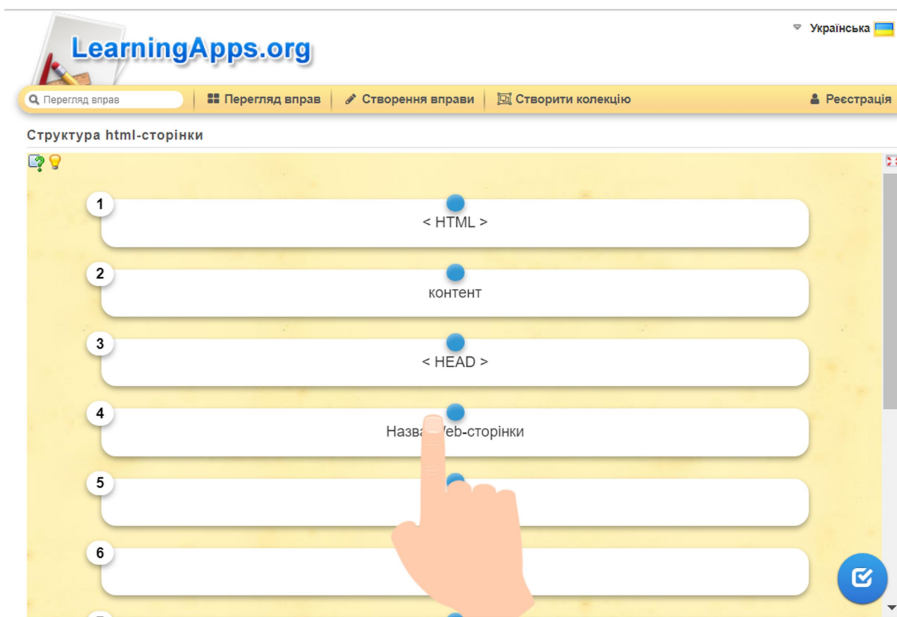 LearningApps.org
Українська
Перегляд вправ
Перегляд вправ
Створення вправи
Створити колекцію
Реєстрація
Структура html-сторінки
1
< HTML >
2
контент
3
< HEAD >
4
Назва -сторінки
5
6